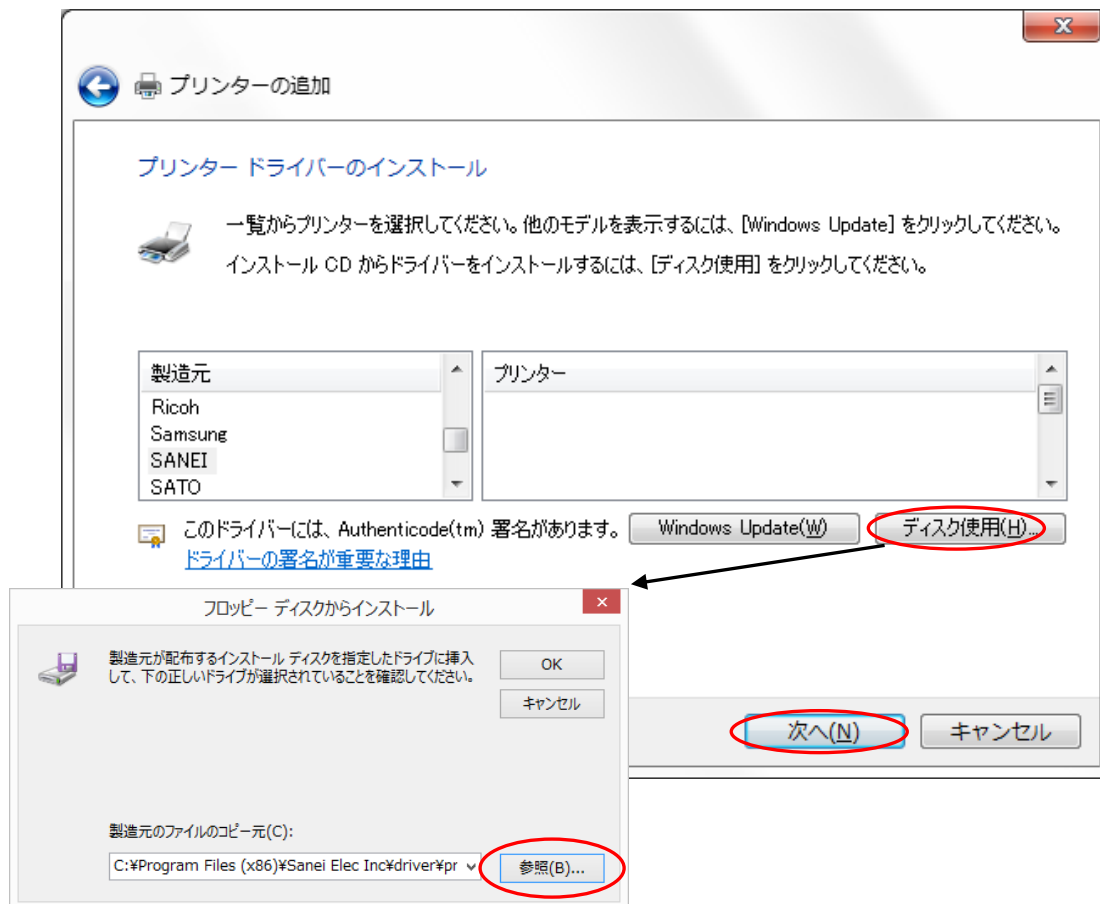 プリンターの追加
プリンター ドライバーのインストール
一覧からプリンターを選択してください。他のモデルを表示するには、[Windows Update] をクリックしてください。
インストール CD からドライバーをインストールするには、[ディスク使用] をクリックしてください。
製造元
プリンター
Ricoh
Samsung
SANEI
SATO
このドライバーには、Authenticode(tm) 署名があります。
Windows Update(W)
ディスク使用(H)...
ドライバーの署名が重要な理由
フロッピー ディスクからインストール
製造元が配布するインストール ディスクを指定したドライブに挿入
して、下の正しいドライブが選択されていることを確認してください。
OK
キャンセル
次へ(N)
キャンセル
製造元のファイルのコピー元(C):
C:¥Program Files (x86)¥Sanei Elec Inc¥driver¥pr
参照(B)...